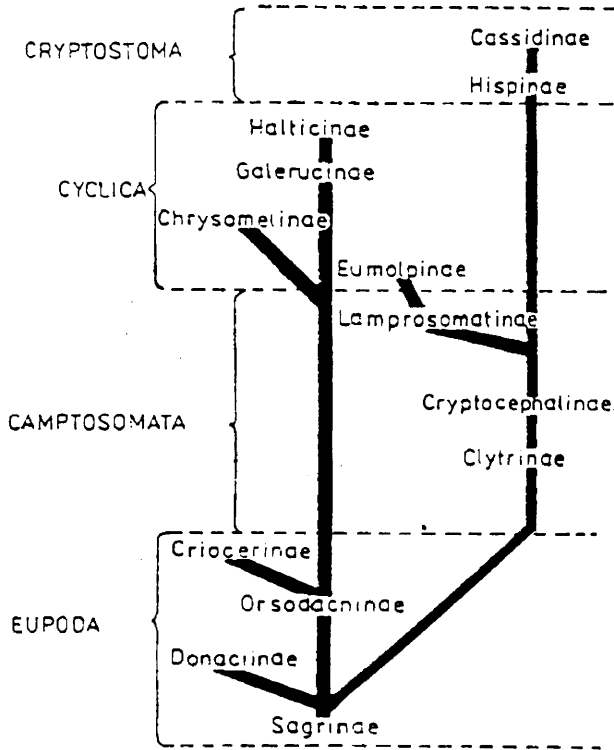 Cassidinae
CRYPTOSTOMA
Hispinae
Halticinae
Galerucinae
CYCLICA
Chrysomelinae
Eumolpinae
Lamprosomatinae
Cryptocephalinae
CAMPTOSOMATA
Clytrinae
Criocerinae
Orsodacninae
EUPODA
Donaciinae
Sagrinae